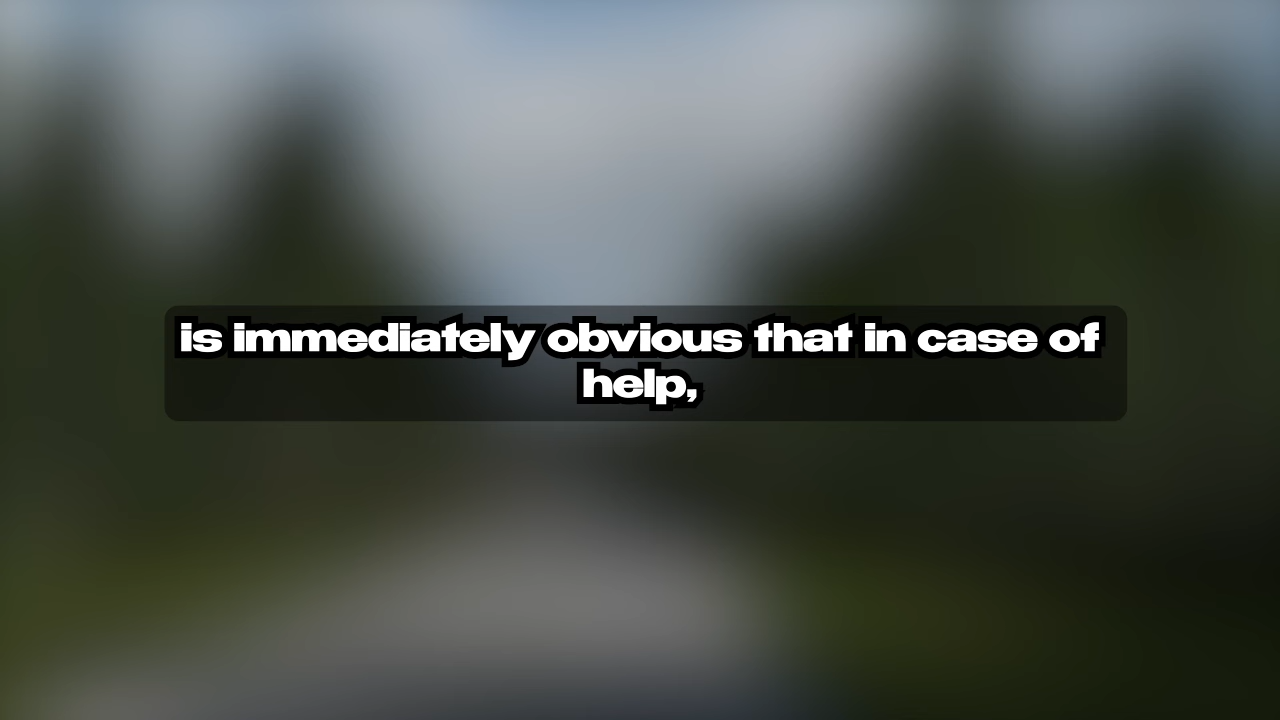 is immediately obvious that in case of
help,